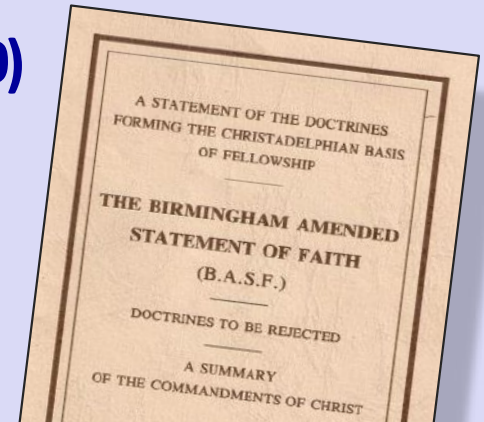 A STATEMENT OF THE DOCTRINES
FORMING THE CHRISTADELPHIAN BASIS
OF FELLOWSHIP
THE BIRMINGHAM AMENDED
STATEMENT OF FAITH
(B.A.S.F.)
DOCTRINES TO BE REJECTED
A SUMMARY
OF THE COMMANDMENTS OF CHRIST